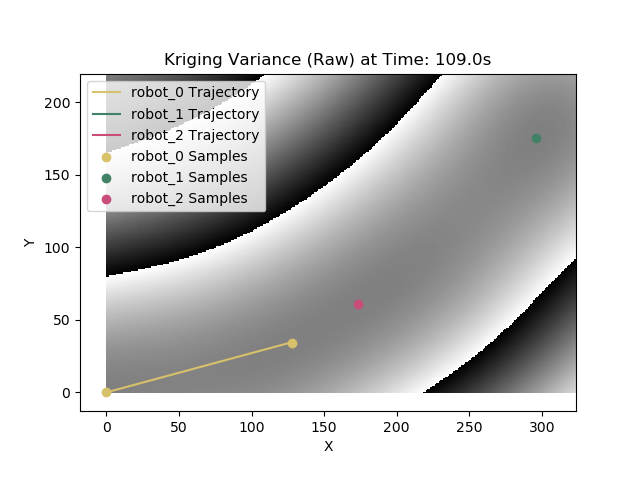 Kriging Variance (Raw) at Time: 109.0s
robot_0 Trajectory
robot_1 Trajectory
robot_2 Trajectory
robot_0 Samples
robot_1 Samples
robot_2 Samples
200
150
100
50
0
Y
0 50 100 150 200 250 300
X